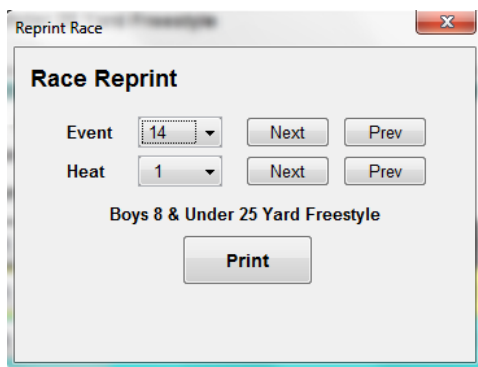 Reprint Race
Race Reprint
Event 14 Next Prev
Heat 1 Next Prev
Boys 8 & Under 25 Yard Freestyle
Print